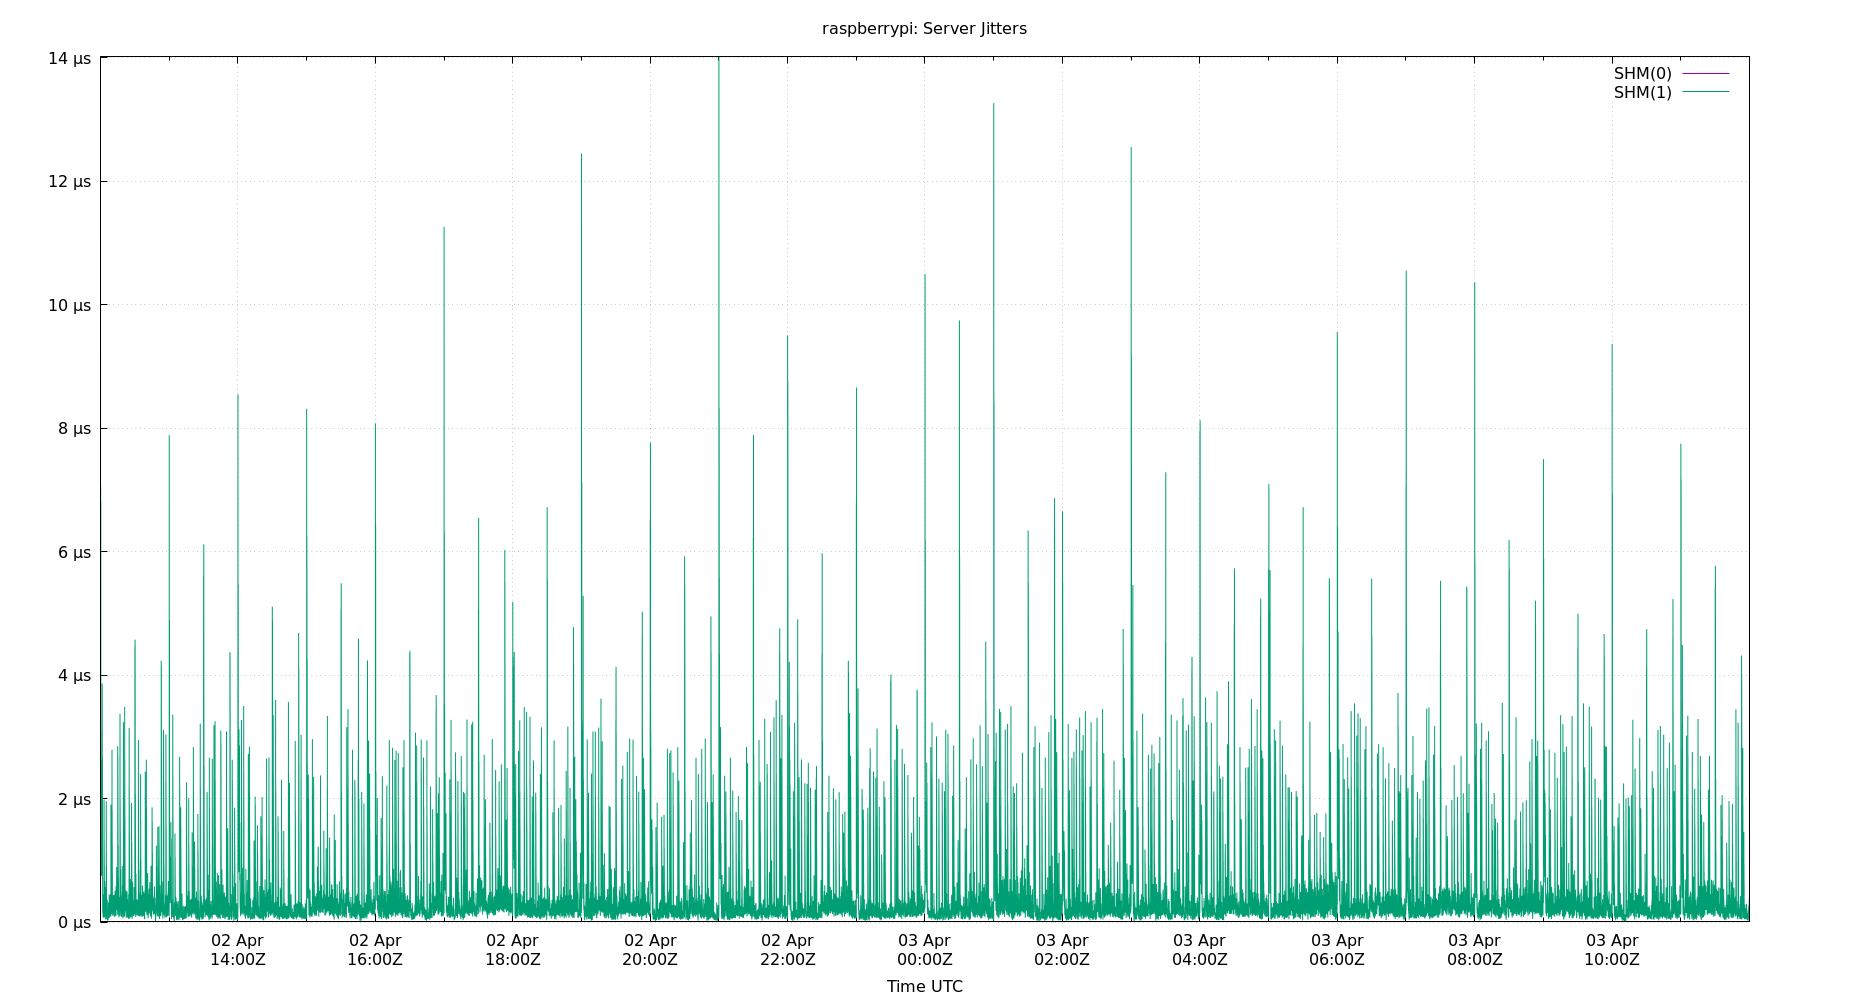 raspberrypi: Server Jitters
14 µs
12 µs
10 µs
8 µs
6 µs
4 µs
2 µs
0 µs
SHM(0)
SHM(1)
02 Apr 02 Apr 02 Apr 02 Apr 02 Apr 03 Apr 03 Apr 03 Apr 03 Apr 03 Apr 03 Apr
14:00Z 16:00Z 18:00Z 20:00Z 22:00Z 00:00Z 02:00Z 04:00Z 06:00Z 08:00Z 10:00Z
Time UTC